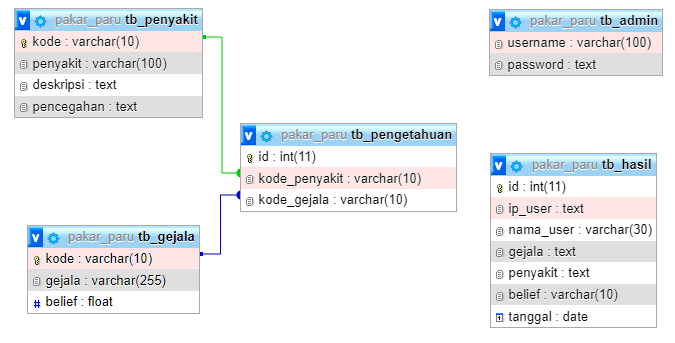 pakar_paru tb_penyakit
kode : varchar(10)
penyakit : varchar(100)
deskripsi : text
pencegahan : text
pakar_paru tb_admin
username : varchar(100)
password : text
pakar_paru tb_pengetahuan
id : int(11)
kode_penyakit : varchar(10)
kode_gejala : varchar(10)
pakar_paru tb_hasil
id : int(11)
ip_user : text
nama_user : varchar(30)
gejala : text
penyakit : text
belief : varchar(10)
tanggal : date
pakar_paru tb_gejala
kode : varchar(10)
gejala : varchar(255)
# belief : float